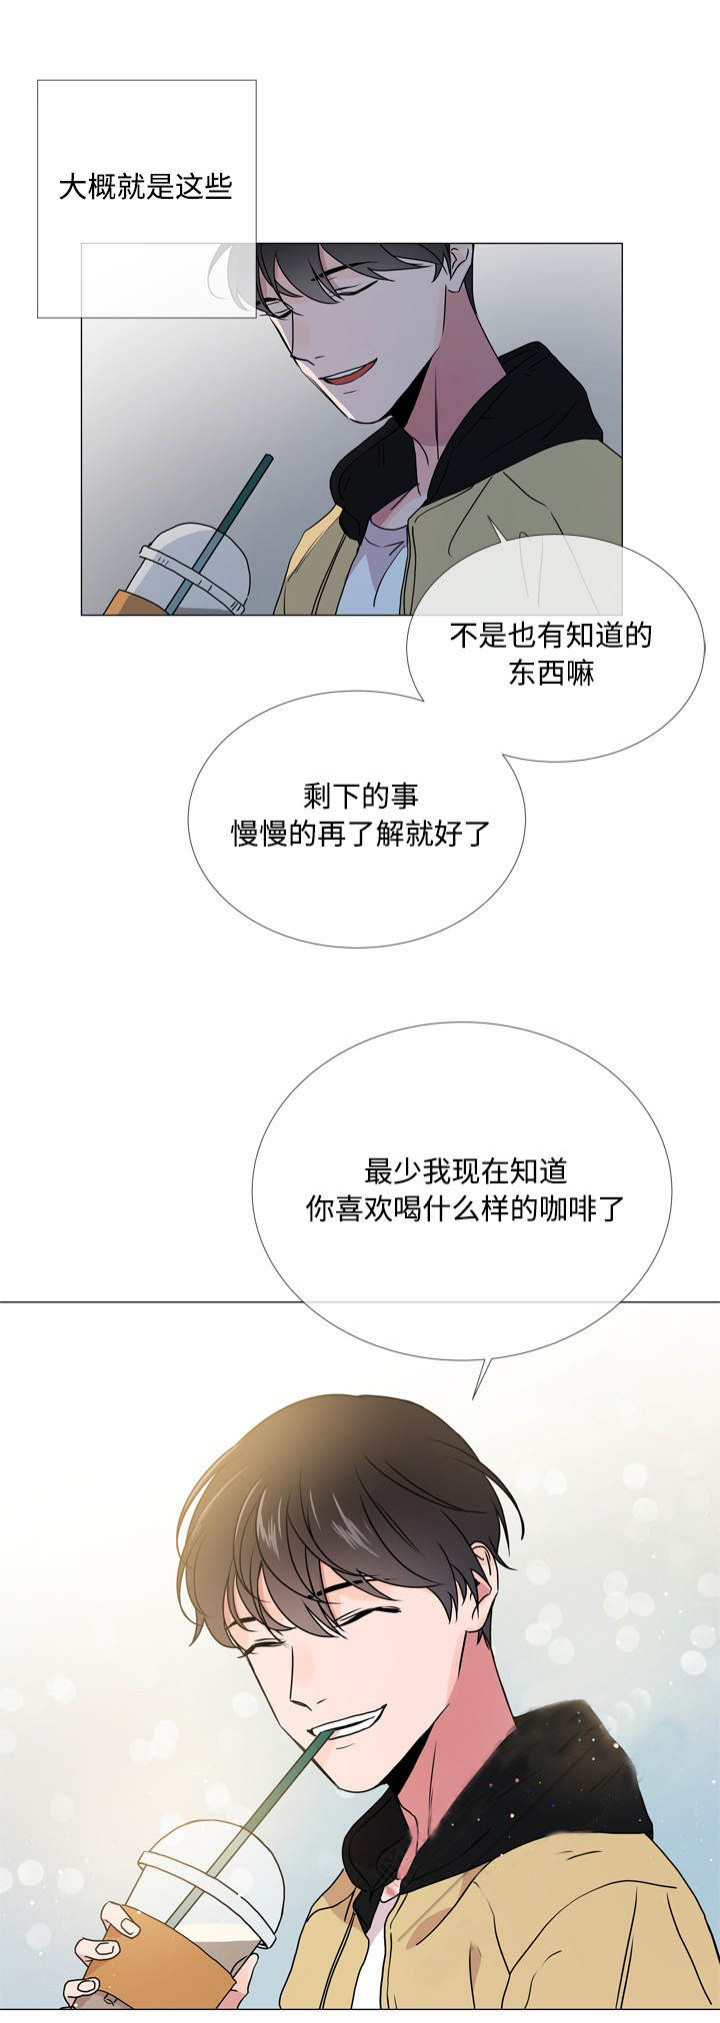 大概就是这些
不是也有知道的
东西嘛
剩下的事
慢慢的再了解就好了
最少我现在知道
你喜欢喝什么样的咖啡了